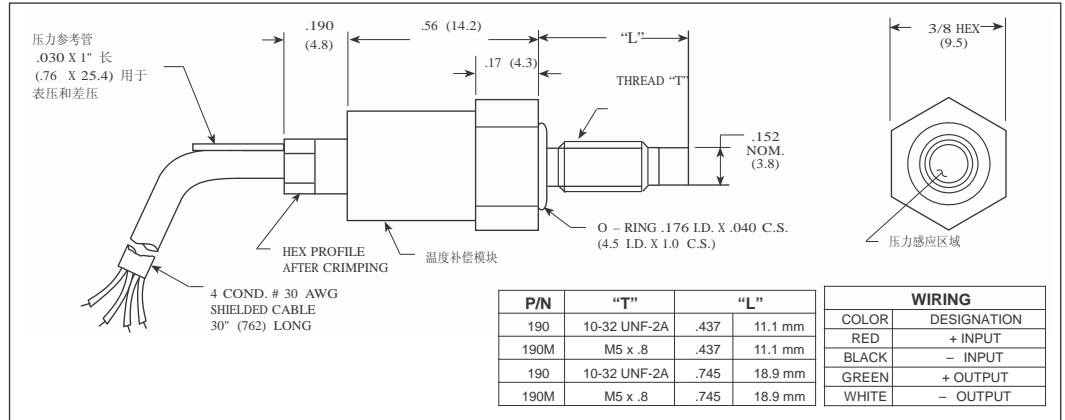 压力参考管
.030 X 1" 长
(.76 X 25.4) 用于
表压和差压
.190
(4.8)
.56 (14.2)
.17 (4.3)
“L”
THREAD “T”
3/8 HEX
(9.5)
.152
NOM.
(3.8)
O – RING .176 I.D. X .040 C.S.
(4.5 I.D. X 1.0 C.S.)
压力感应区域
HEX PROFILE
AFTER CRIMPING
温度补偿模块
4 COND. # 30 AWG
SHIELDED CABLE
30" (762) LONG
P/N “T” “L”
190 10-32 UNF-2A .437 11.1 mm
190M M5 x .8 .437 11.1 mm
190 10-32 UNF-2A .745 18.9 mm
190M M5 x .8 .745 18.9 mm
WIRING
COLOR DESIGNATION
RED + INPUT
BLACK – INPUT
GREEN + OUTPUT
WHITE – OUTPUT